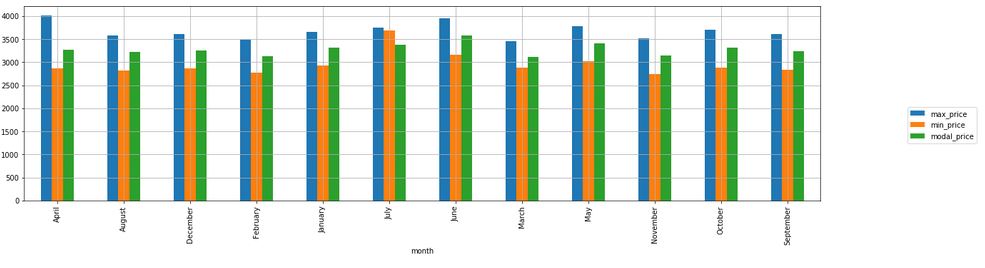 4000
3500
3000
2500
2000
1500
1000
500
0
April
August
December
February
January
July
June
March
May
November
October
September
month
max_price
min_price
modal_price